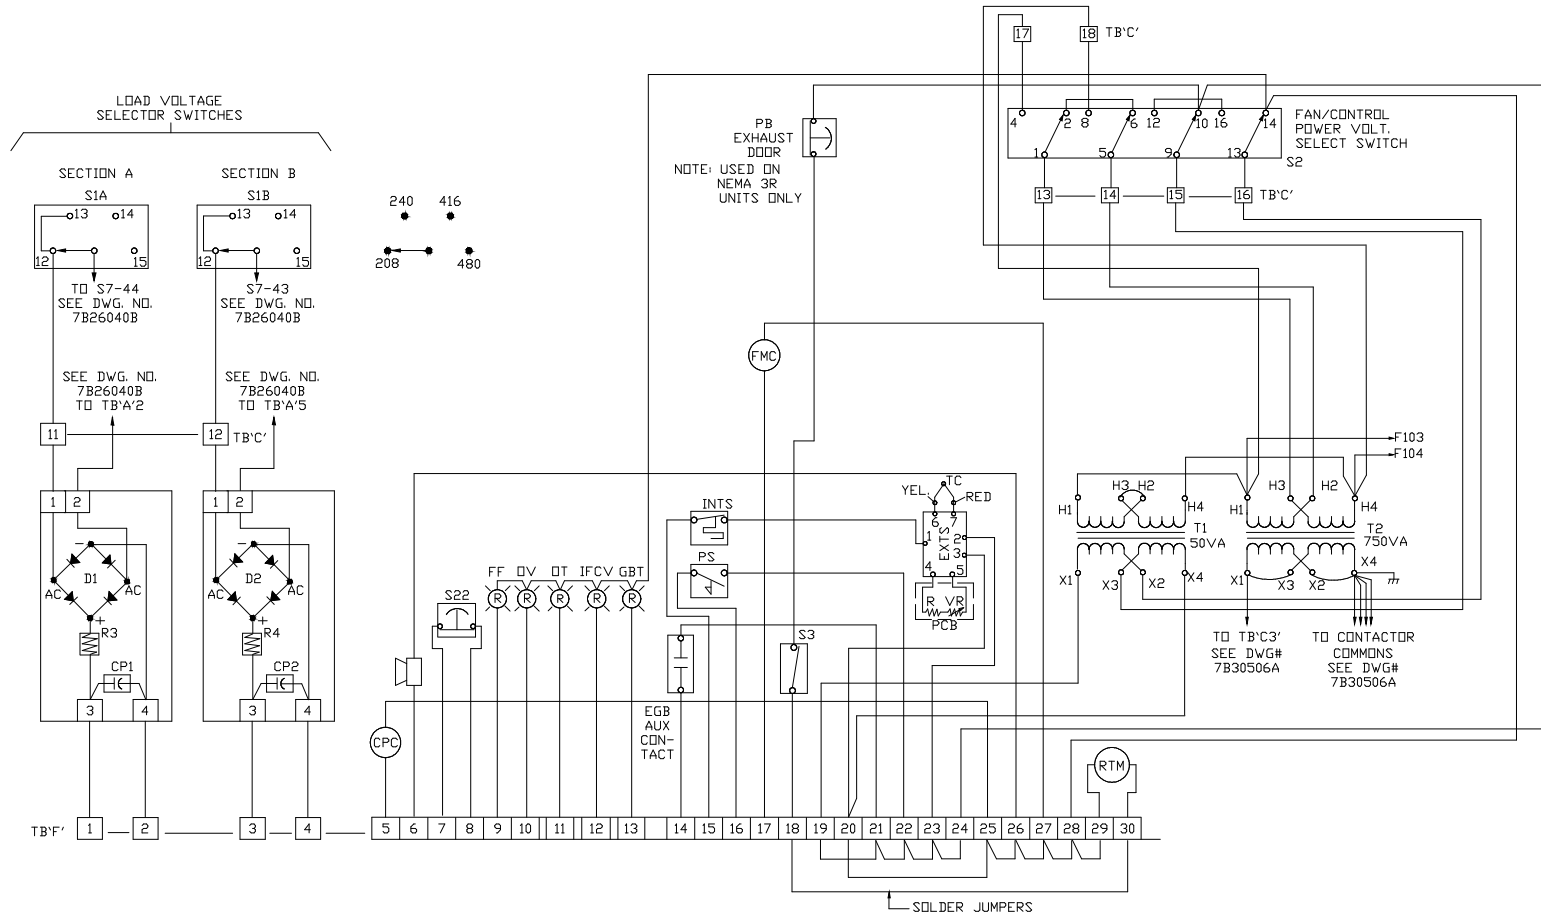 17
18
TB'C'
LOAD VOLTAGE
SELECTOR SWITCHES
PB
EXHAUST
DOOR
NOTE: USED ON
NEMA 3R
UNITS ONLY
4
2
8
6
12
10
16
14
FAN/CONTROL
POWER VOLT.
SELECT SWITCH
1
5
9
13
S2
13
14
15
16
TB'C'
SECTION A
S1A
13
14
12
15
TO S7-44
SEE DWG. NO.
7B26040B
SECTION B
S1B
13
14
12
15
S7-43
SEE DWG. NO.
7B26040B
240
416
208
480
SEE DWG. NO.
7B26040B
TO TB'A'2
SEE DWG. NO.
7B26040B
TO TB'A'5
11
12
TB'C'
FMC
F103
F104
1
2
-
D1
AC
AC
+
R3
CP1
3
4
1
2
-
D2
AC
AC
+
R4
CP2
3
4
INTS
PS
YEL.
TC
RED
6
7
1
2
3
EXTS
4
5
R
VR
PCB
H1
H3
H2
H4
T1
50VA
X1
X3
X2
X4
H1
H3
H2
H4
T2
750VA
X4
X1
X3
X2
FF
OV
OT
IFCV
GBT
R
R
R
R
R
S22
S3
TO TB'C3'
SEE DWG#
7B30506A
TO CONTACTOR
COMMONS
SEE DWG#
7B30506A
EGB
AUX
CON-
TACT
CPC
RTM
TB'F'
1
2
3
4
5
6
7
8
9
10
11
12
13
14
15
16
17
18
19
20
21
22
23
24
25
26
27
28
29
30
SOLDER JUMPERS